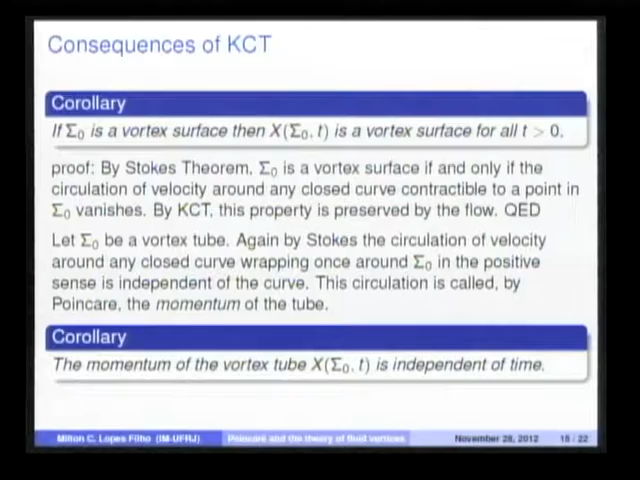 Consequences of KCT
Corollary
If Σ₀ is a vortex surface then X(Σ₀, t) is a vortex surface for all t > 0.
proof: By Stokes Theorem, Σ₀ is a vortex surface if and only if the
circulation of velocity around any closed curve contractible to a point in
Σ₀ vanishes. By KCT, this property is preserved by the flow. QED
Let Σ₀ be a vortex tube. Again by Stokes the circulation of velocity
around any closed curve wrapping once around Σ₀ in the positive
sense is independent of the curve. This circulation is called, by
Poincare, the momentum of the tube.
Corollary
The momentum of the vortex tube X(Σ₀, t) is independent of time.
Milton C. Lopes Filho (IM-UFRJ) Poincaré and the theory of fluid vortices November 28, 2012 18 / 22